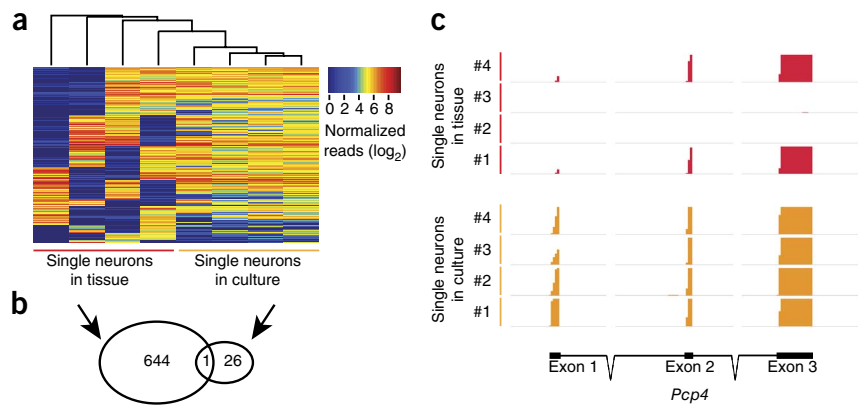 a
0 2 4 6 8
Normalized
reads (log2)
Single neurons
in tissue
Single neurons
in culture
b
644
1
26
c
Single neurons
in tissue
#4
#3
#2
#1
Single neurons
in culture
#4
#3
#2
#1
Exon 1
Exon 2
Exon 3
Pcp4